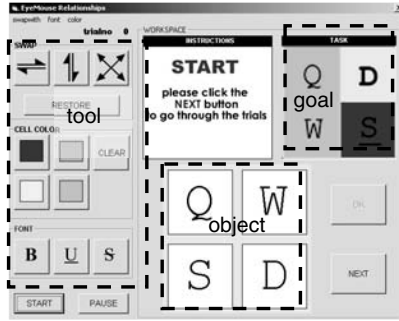 EyeMouse Relationships
swapwith font color
trialno 0
SWAP
RESTORE
tool
CELL COLOR
CLEAR
FONT
B U S
START PAUSE
WORKSPACE
INSTRUCTIONS
START
please click the
NEXT button
to go through the trials
TASK
Q D
goal
W S
Q W
object
S D
OK
NEXT